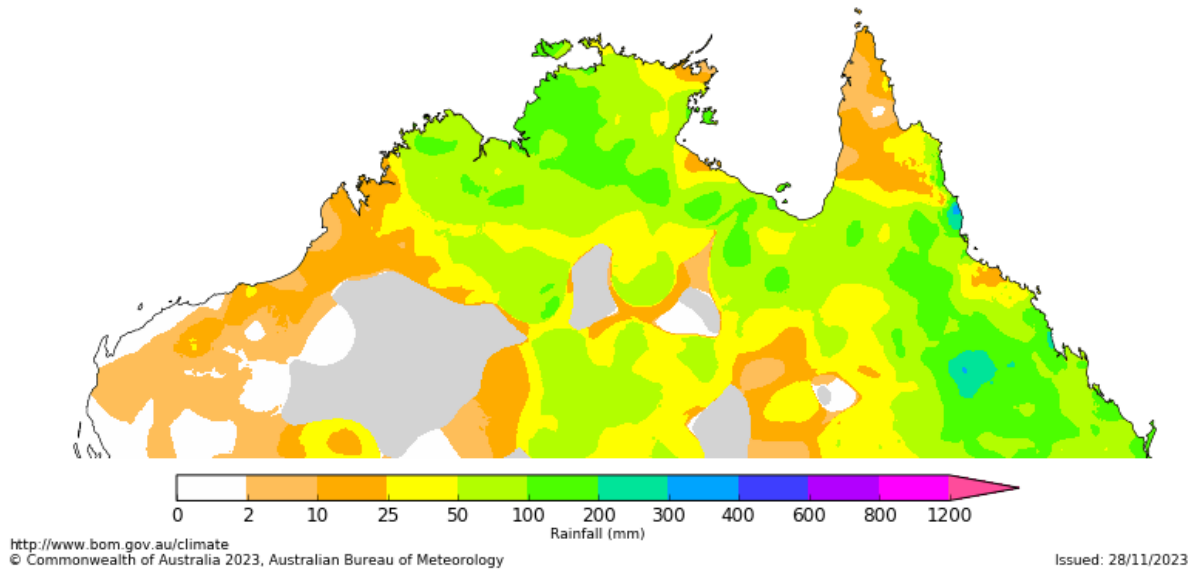 0 2 10 25 50 100 200 300 400 600 800 1200
Rainfall (mm)
http://www.bom.gov.au/climate
© Commonwealth of Australia 2023, Australian Bureau of Meteorology Issued: 28/11/2023